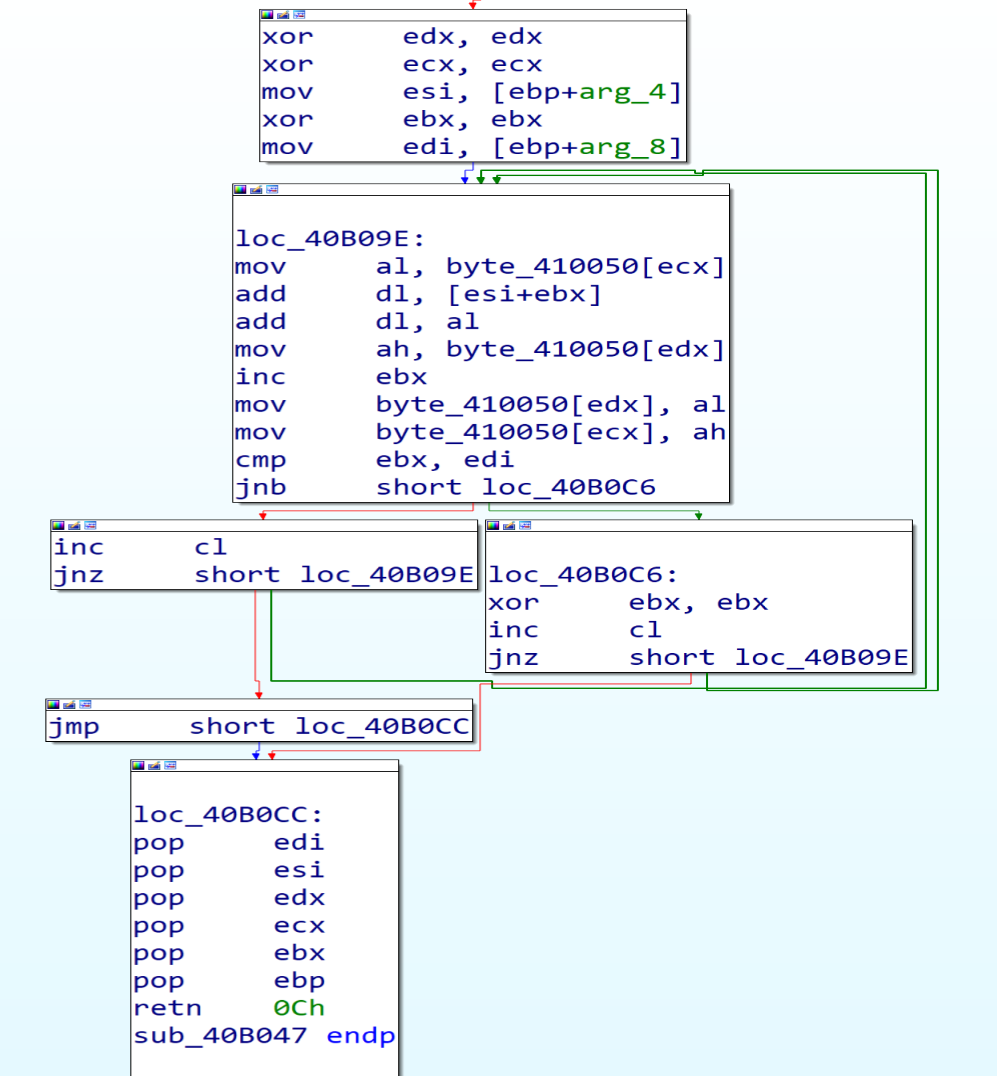 xor edx, edx
xor ecx, ecx
mov esi, [ebp+arg_4]
xor ebx, ebx
mov edi, [ebp+arg_8]
loc_40B09E:
mov al, byte_410050[ecx]
add dl, [esi+ebx]
add dl, al
mov ah, byte_410050[edx]
inc ebx
mov byte_410050[edx], al
mov byte_410050[ecx], ah
cmp ebx, edi
jnb short loc_40B0C6
inc cl
jnz short loc_40B09E
loc_40B0C6:
xor ebx, ebx
inc cl
jnz short loc_40B09E
jmp short loc_40B0CC
loc_40B0CC:
pop edi
pop esi
pop edx
pop ecx
pop ebx
pop ebp
retn 0Ch
sub_40B047 endp